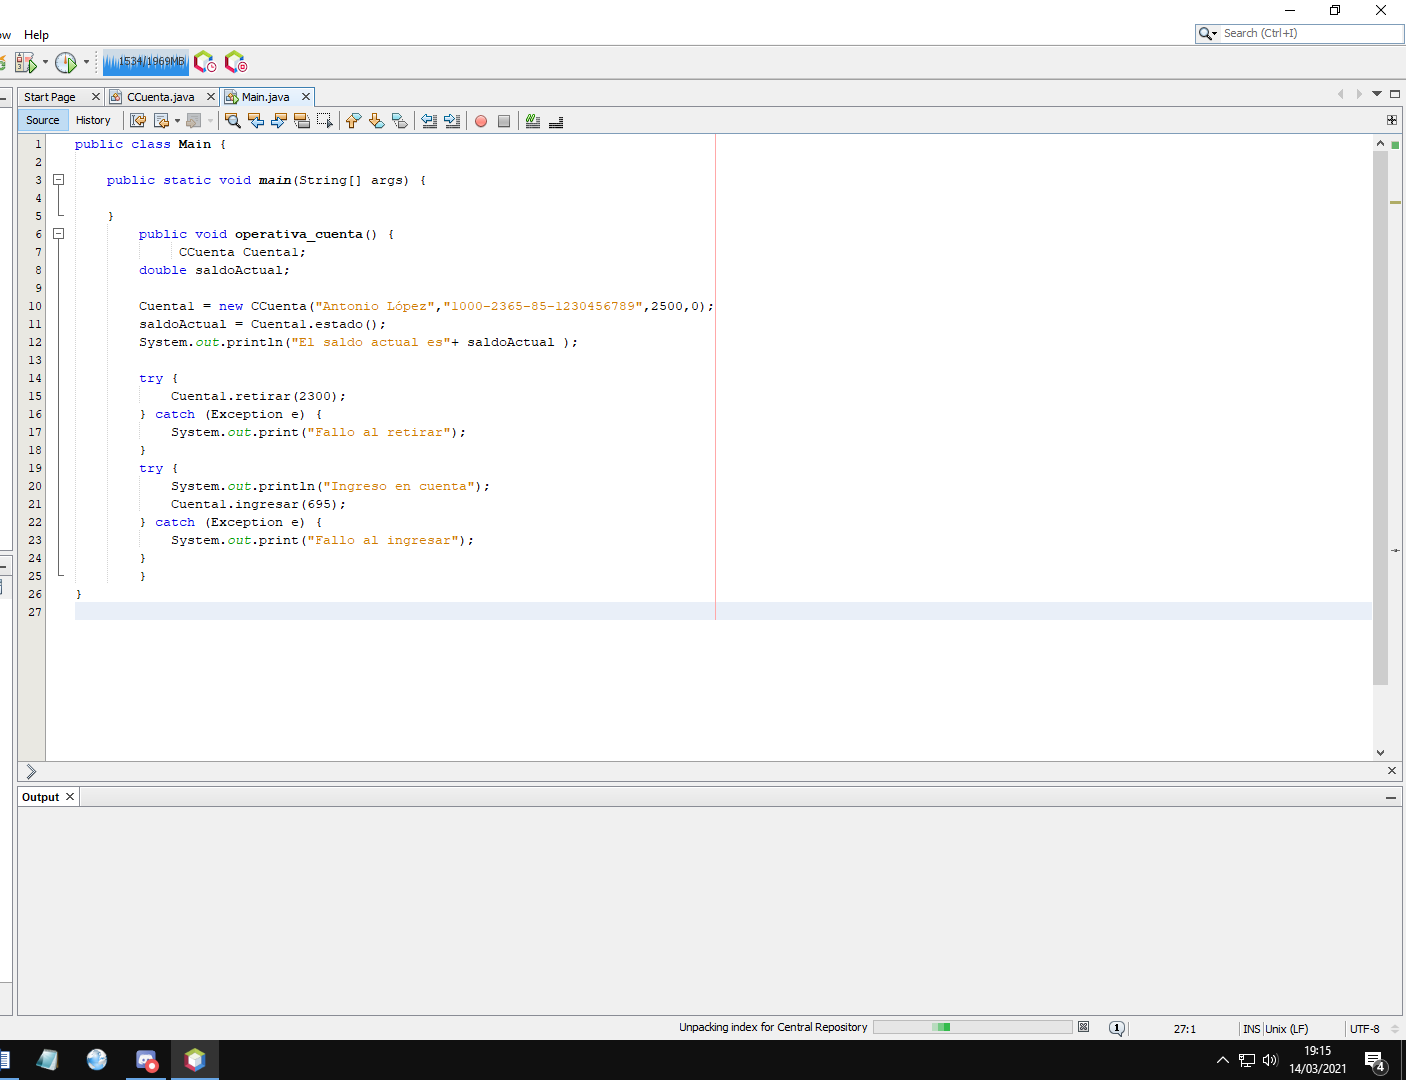 ow Help
Search (Ctrl+I)
1534/1969MB
Start Page CCuenta.java Main.java
Source History
1 public class Main {
2
3 public static void main(String[] args) {
4
5 }
6 public void operativa_cuenta() {
7 CCuenta Cuental;
8 double saldoActual;
9
10 Cuental = new CCuenta("Antonio López","1000-2365-85-1230456789",2500,0);
11 saldoActual = Cuental.estado();
12 System.out.println("El saldo actual es"+ saldoActual );
13
14 try {
15 Cuental.retirar(2300);
16 } catch (Exception e) {
17 System.out.print("Fallo al retirar");
18 }
19 try {
20 System.out.println("Ingreso en cuenta");
21 Cuental.ingresar(695);
22 } catch (Exception e) {
23 System.out.print("Fallo al ingresar");
24 }
25 }
26 }
27
Output
Unpacking index for Central Repository 1 27:1 INS Unix (LF) UTF-8
19:15
14/03/2021
4